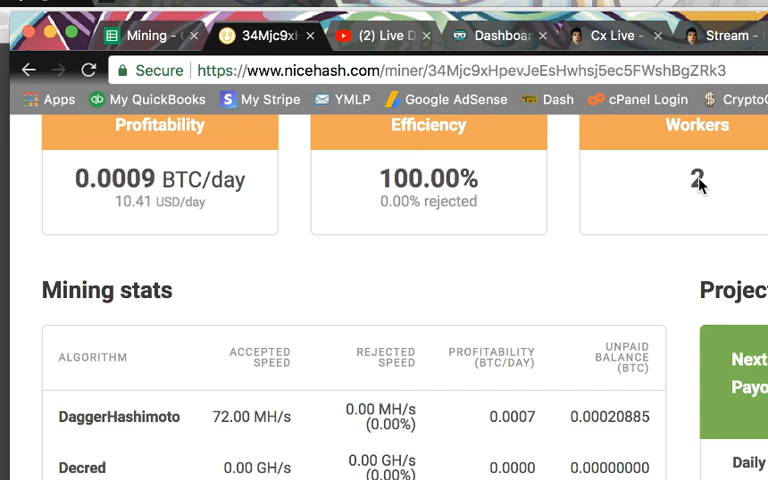 Mining -
34Mjc9xH
(2) Live D
Dashboar
Cx Live -
Stream -
Secure
https://www.nicehash.com/miner/34Mjc9xHpevJeEsHwhsj5ec5FWshBgZRk3
Apps
My QuickBooks
My Stripe
YMLP
Google AdSense
Dash
cPanel Login
CryptoC
Profitability
Efficiency
Workers
0.0009 BTC/day
100.00%
2
10.41 USD/day
0.00% rejected
Mining stats
Projec
ALGORITHM
ACCEPTED
SPEED
REJECTED
SPEED
PROFITABILITY
(BTC/DAY)
UNPAID
BALANCE
(BTC)
Next
Payo
DaggerHashimoto
72.00 MH/s
0.00 MH/s
(0.00%)
0.0007
0.00020885
Decred
0.00 GH/s
0.00 GH/s
(0.00%
0.0000
0.00000000
Daily